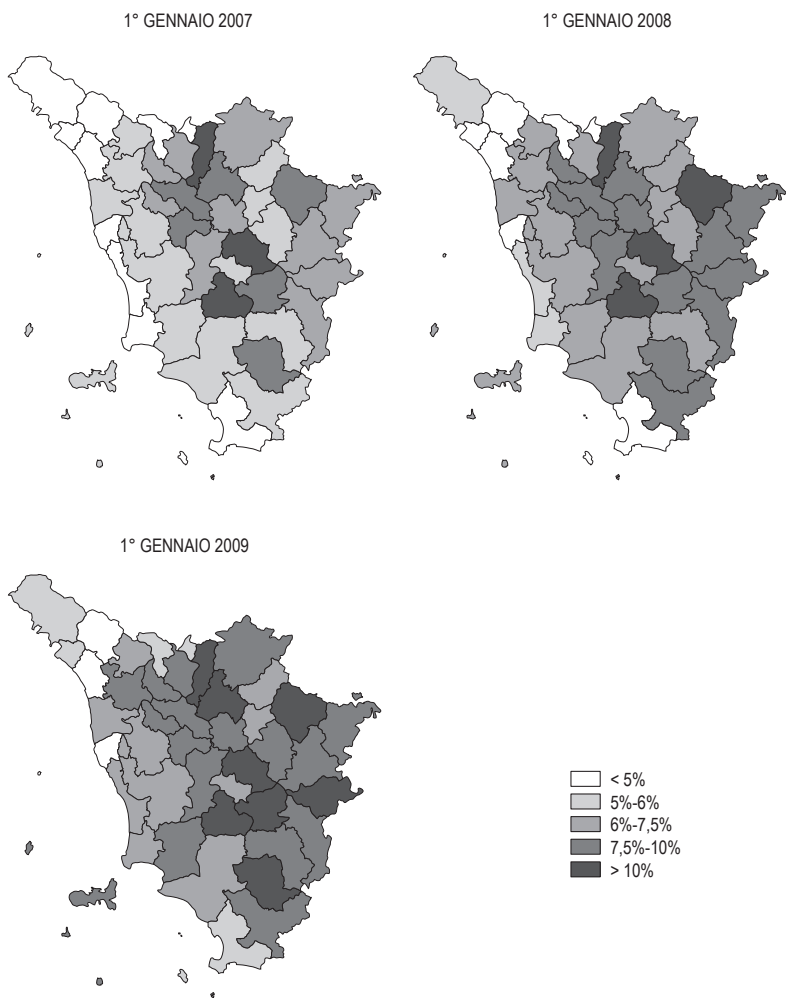 1° GENNAIO 2007
1° GENNAIO 2008
1° GENNAIO 2009
< 5%
5%-6%
6%-7,5%
7,5%-10%
> 10%